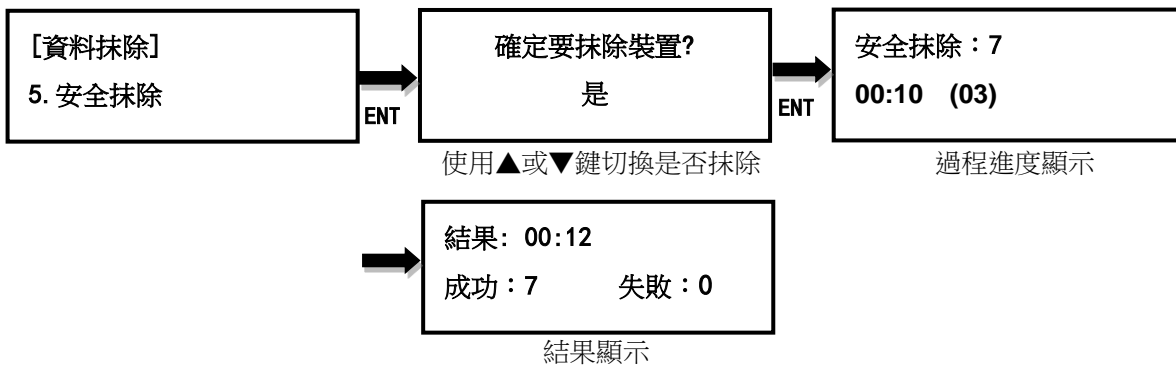 [資料抹除]
5. 安全抹除
ENT
確定要抹除裝置?
是
使用▲或▼鍵切換是否抹除
ENT
安全抹除：7
00:10 (03)
過程進度顯示
結果: 00:12
成功：7 失敗：0
結果顯示